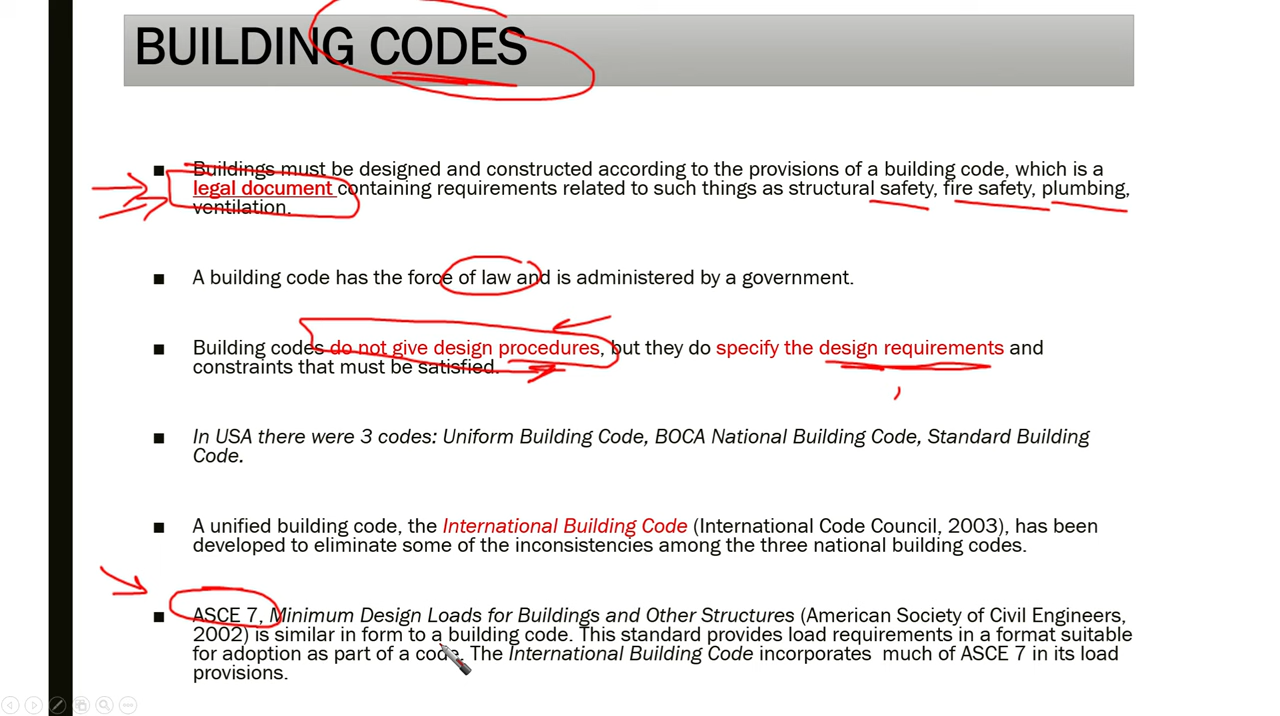 BUILDING CODES
■ Buildings must be designed and constructed according to the provisions of a building code, which is a
legal document containing requirements related to such things as structural safety, fire safety, plumbing,
ventilation.
■ A building code has the force of law and is administered by a government.
■ Building codes do not give design procedures, but they do specify the design requirements and
constraints that must be satisfied.
■ In USA there were 3 codes: Uniform Building Code, BOCA National Building Code, Standard Building
Code.
■ A unified building code, the International Building Code (International Code Council, 2003), has been
developed to eliminate some of the inconsistencies among the three national building codes.
■ ASCE 7, Minimum Design Loads for Buildings and Other Structures (American Society of Civil Engineers,
2002) is similar in form to a building code. This standard provides load requirements in a format suitable
for adoption as part of a code. The International Building Code incorporates much of ASCE 7 in its load
provisions.